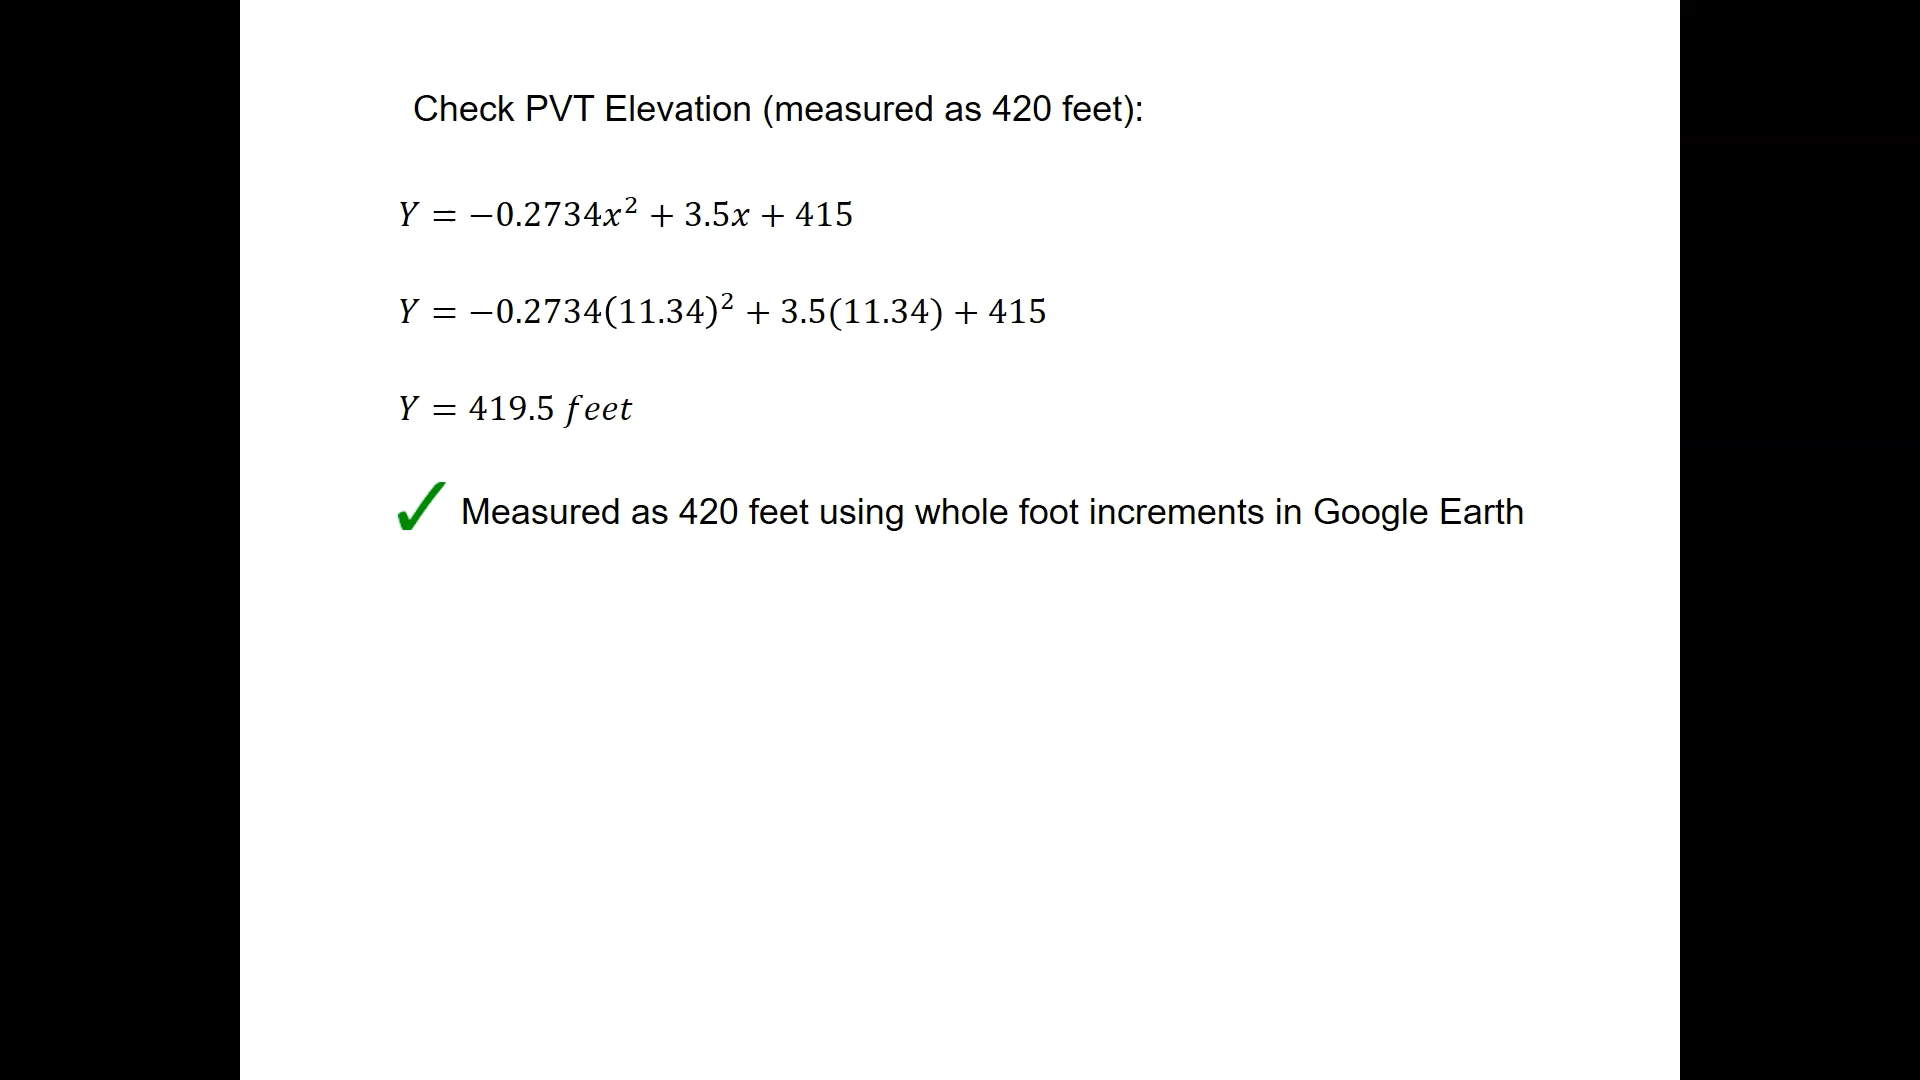 Check PVT Elevation (measured as 420 feet):
Y = −0.2734x² + 3.5x + 415
Y = −0.2734(11.34)² + 3.5(11.34) + 415
Y = 419.5 feet
Measured as 420 feet using whole foot increments in Google Earth